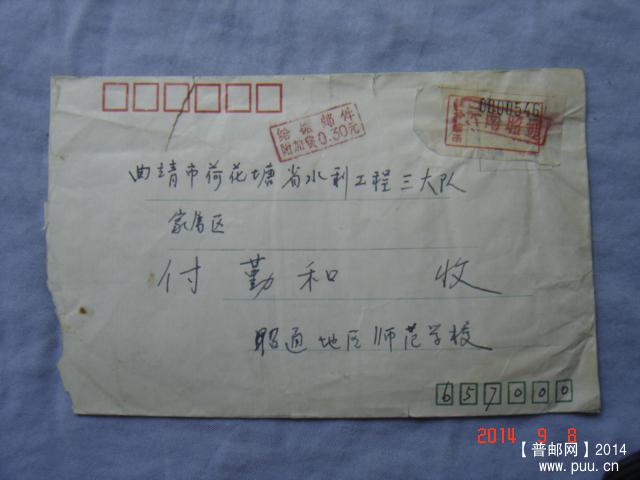 0000546
给据邮件
附加费0.30元
曲靖市荷花塘省水利工程三大队
家属区
付勤和 收
昭通地区师范学校
657000
2014 9 8
【普邮网】2014
www.puu.cn